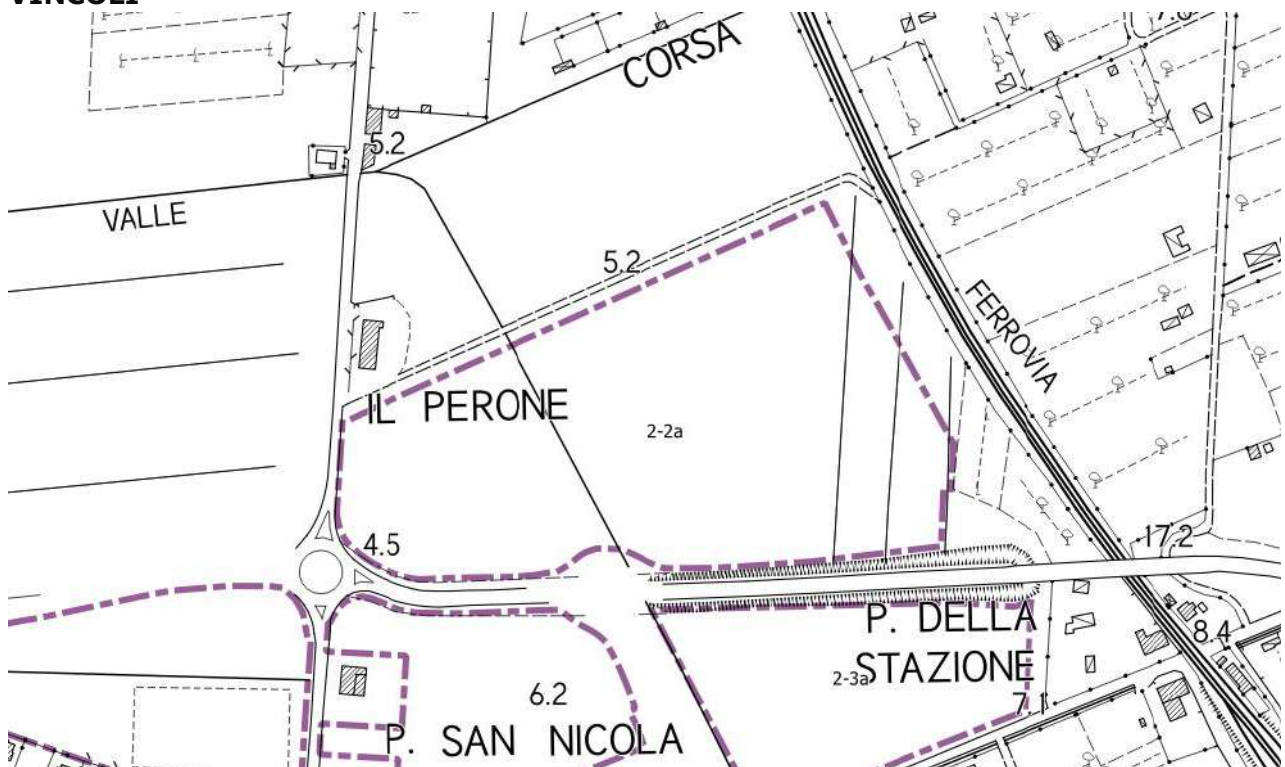 VINCOLI
CORSA
5.2
VALLE
5.2
FERROVIA
IL PERONE
2-2a
4.5
17.2
P. DELLA
STAZIONE
2-3a
8.4
6.2
7.1
P. SAN NICOLA